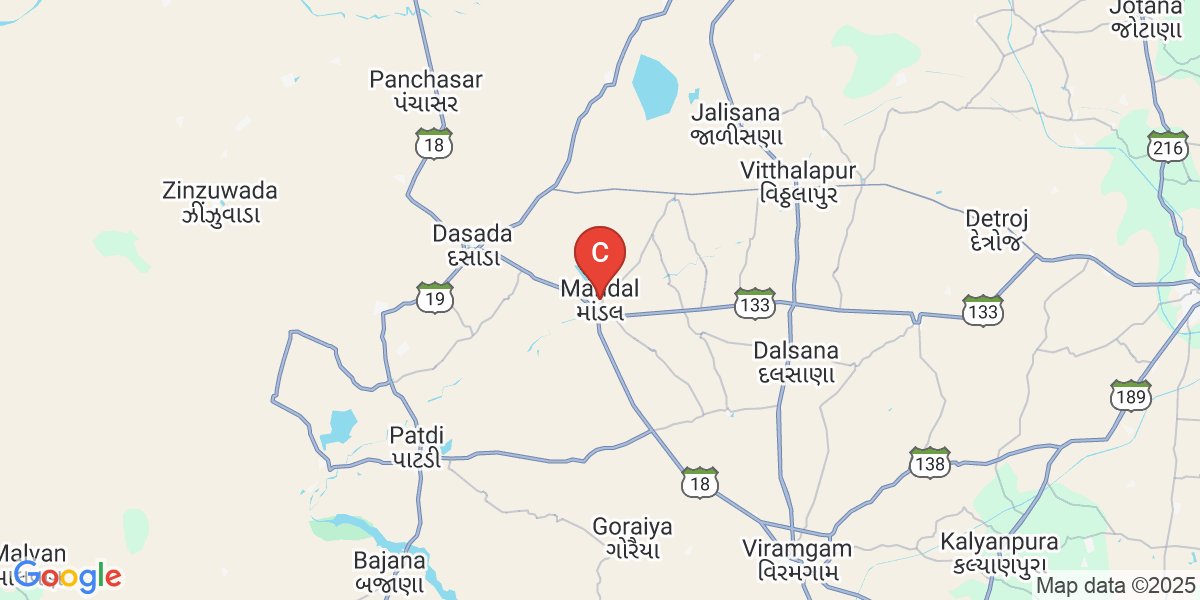 Jotana
જોટાણા
Panchasar
પંચાસર
18
Jalisana
જાળીસણા
216
Vitthalapur
વિઠ્ઠલાપુર
Zinzuwada
ઝીંઝુવાડા
Detroj
દેત્રોજ
Dasada
દસાડા
C
Mandal
માંડલ
19
133
133
Dalsana
દલસાણા
189
Patdi
પાટડી
138
18
Goraiya
ગોરૈયા
Viramgam
વિરમગામ
Kalyanpura
કલ્યાણપુરા
Malvan
Bajana
બજાણા
Google
Map data ©2025